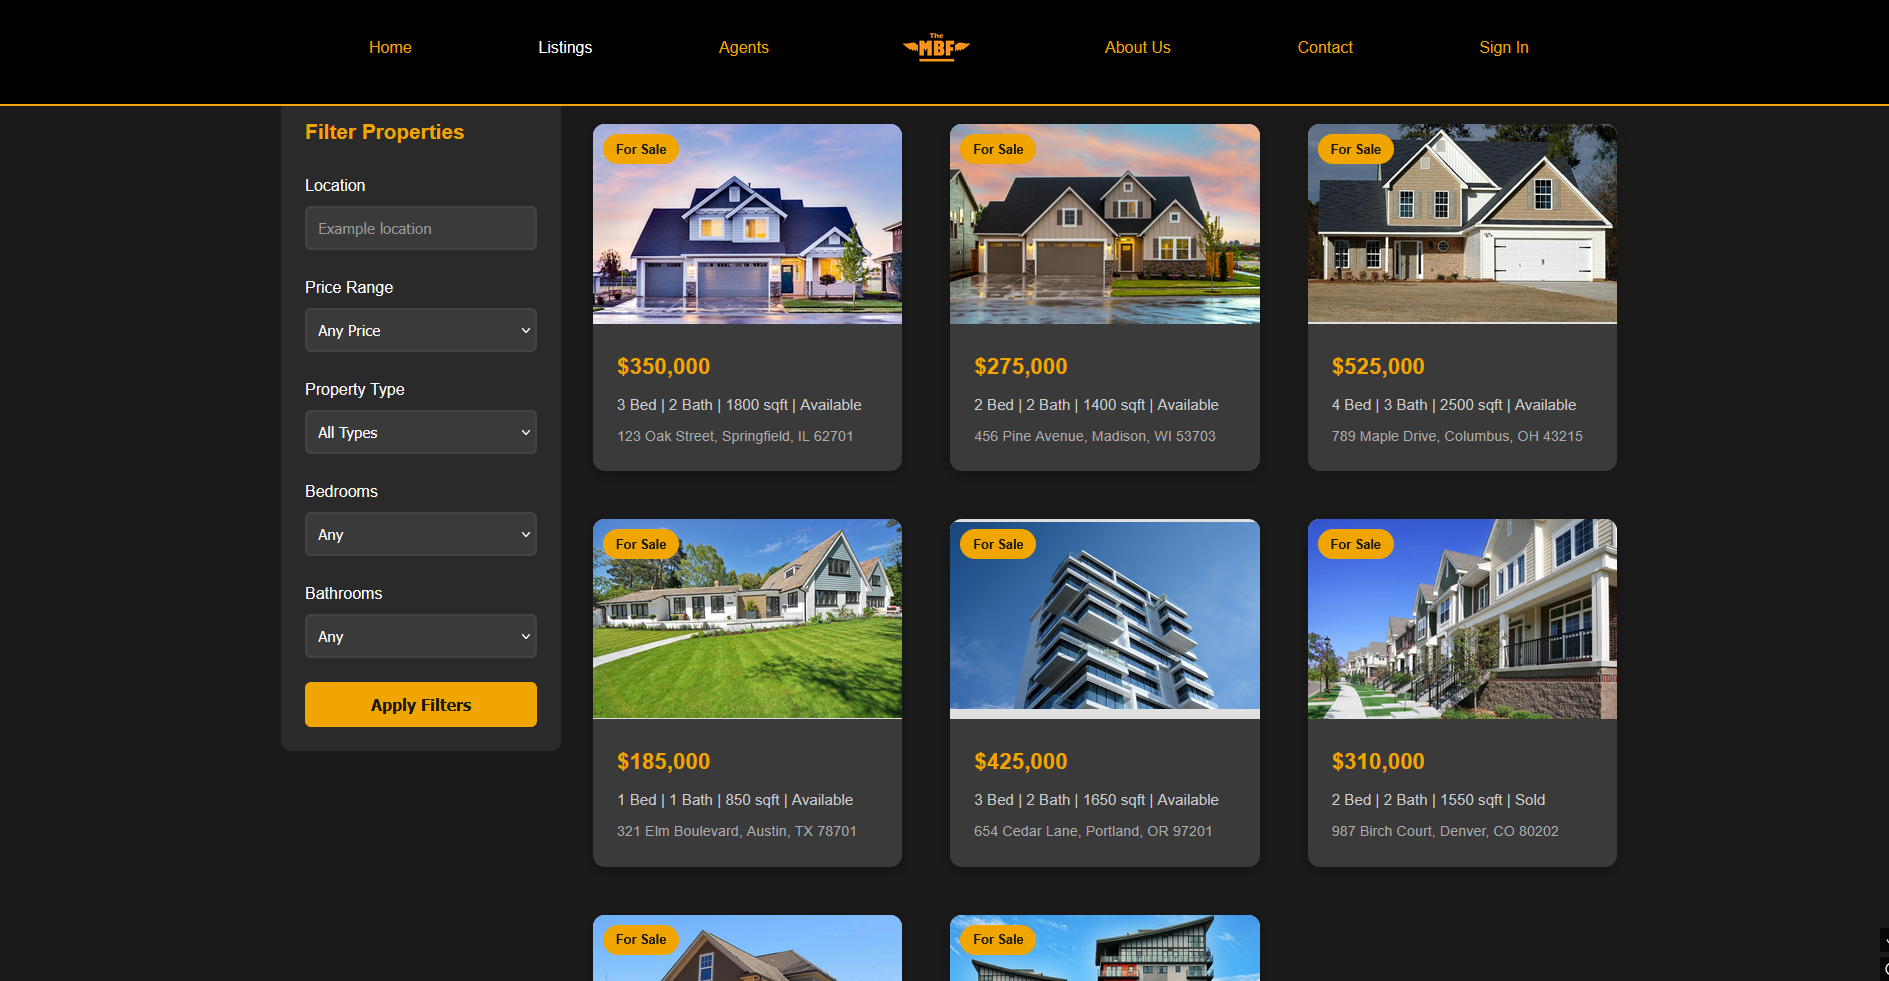 Home
Listings
Agents
The
MBF
About Us
Contact
Sign In
Filter Properties
Location
Example location
Price Range
Any Price
Property Type
All Types
Bedrooms
Any
Bathrooms
Any
Apply Filters
For Sale
$350,000
3 Bed | 2 Bath | 1800 sqft | Available
123 Oak Street, Springfield, IL 62701
For Sale
$275,000
2 Bed | 2 Bath | 1400 sqft | Available
456 Pine Avenue, Madison, WI 53703
For Sale
$525,000
4 Bed | 3 Bath | 2500 sqft | Available
789 Maple Drive, Columbus, OH 43215
For Sale
$185,000
1 Bed | 1 Bath | 850 sqft | Available
321 Elm Boulevard, Austin, TX 78701
For Sale
$425,000
3 Bed | 2 Bath | 1650 sqft | Available
654 Cedar Lane, Portland, OR 97201
For Sale
$310,000
2 Bed | 2 Bath | 1550 sqft | Sold
987 Birch Court, Denver, CO 80202
For Sale
For Sale